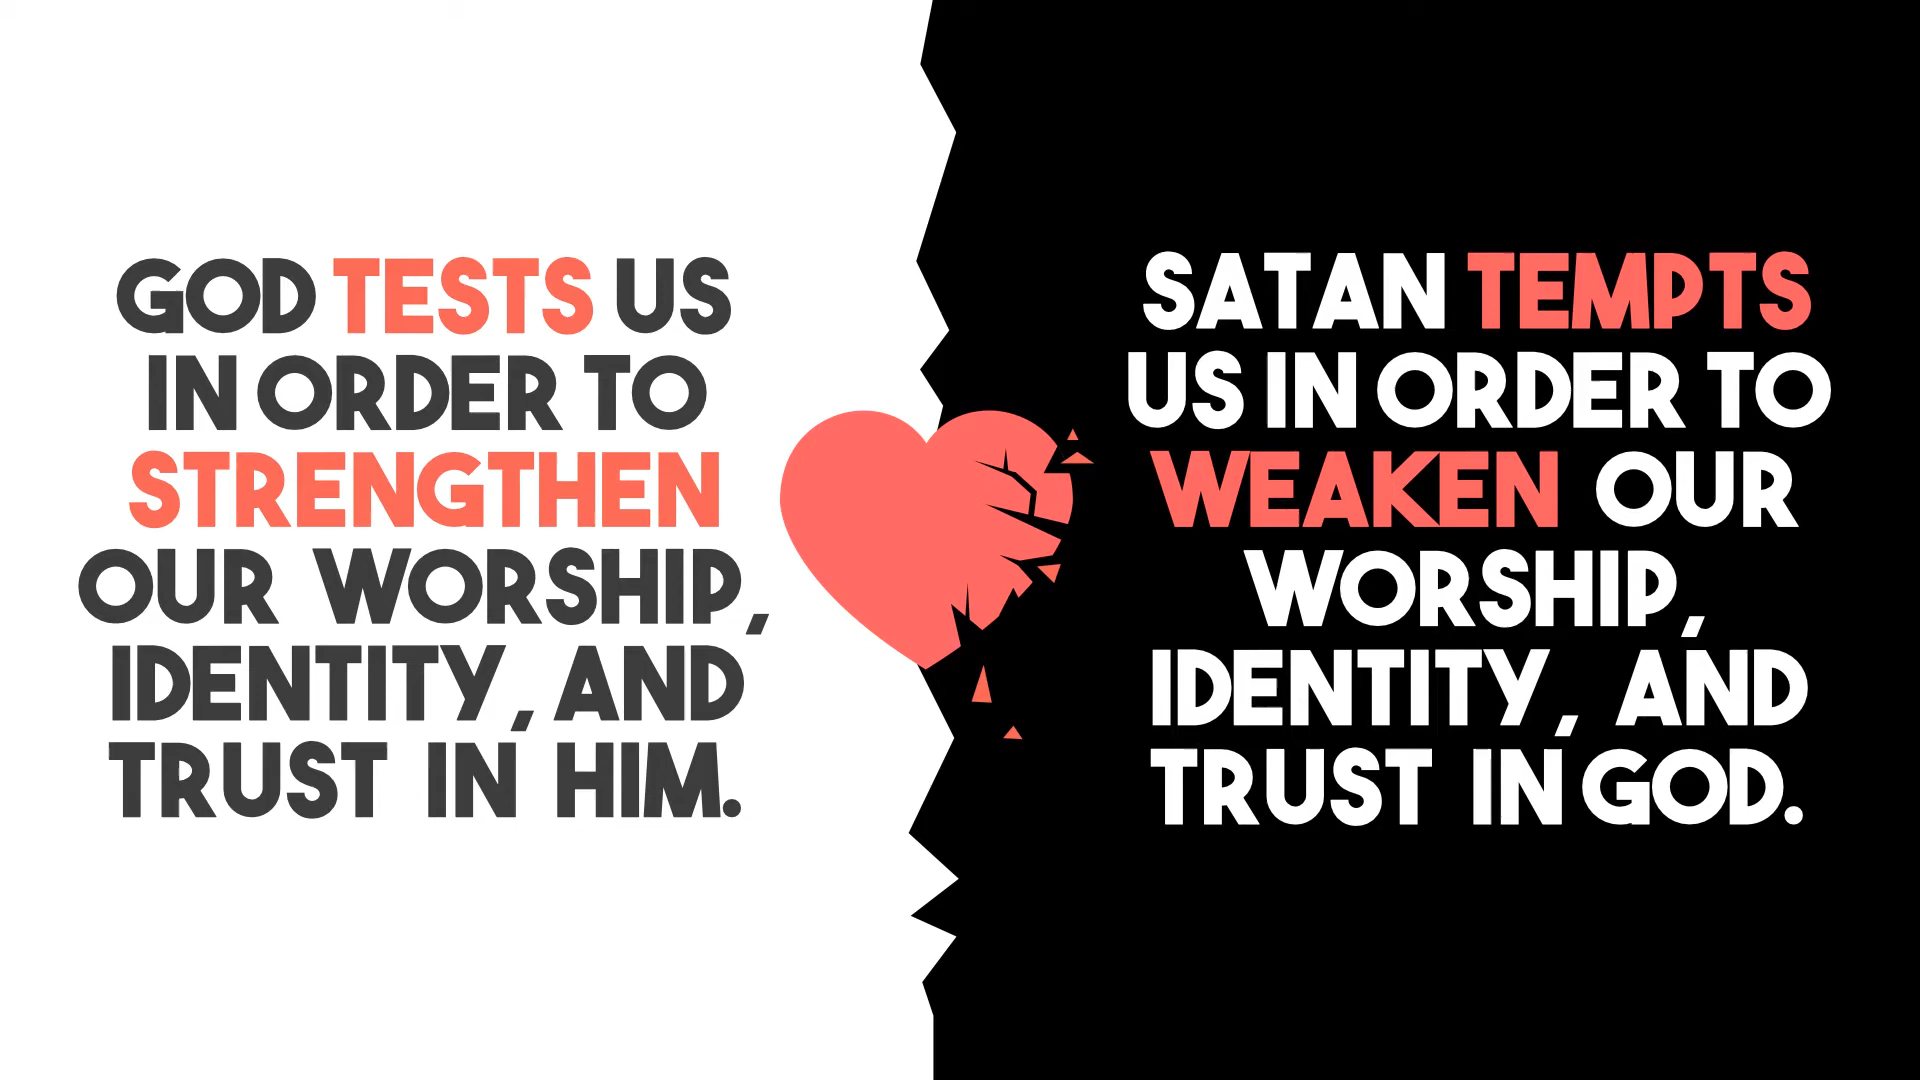 GOD TESTS US
IN ORDER TO
STRENGTHEN
OUR WORSHIP,
IDENTITY, AND
TRUST IN HIM.
SATAN TEMPTS
US IN ORDER TO
WEAKEN OUR
WORSHIP,
IDENTITY, AND
TRUST IN GOD.